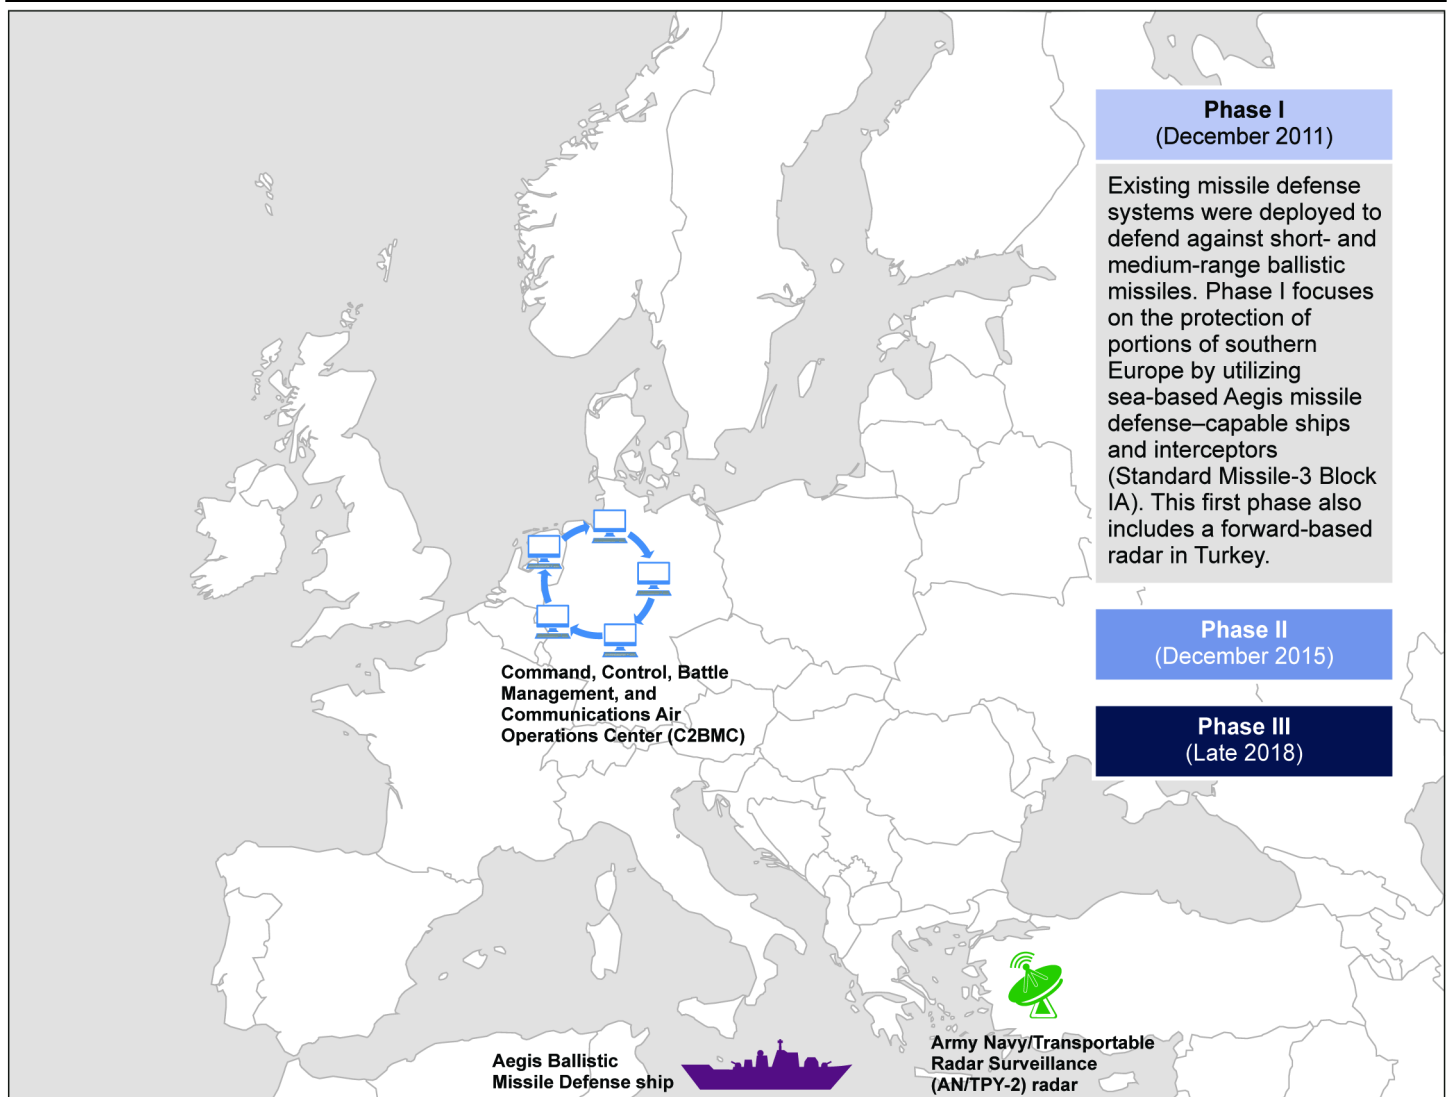 Phase I
(December 2011)
Existing missile defense
systems were deployed to
defend against short- and
medium-range ballistic
missiles. Phase I focuses
on the protection of
portions of southern
Europe by utilizing
sea-based Aegis missile
defense–capable ships
and interceptors
(Standard Missile-3 Block
IA). This first phase also
includes a forward-based
radar in Turkey.
Phase II
(December 2015)
Phase III
(Late 2018)
Command, Control, Battle
Management, and
Communications Air
Operations Center (C2BMC)
Aegis Ballistic
Missile Defense ship
Army Navy/Transportable
Radar Surveillance
(AN/TPY-2) radar